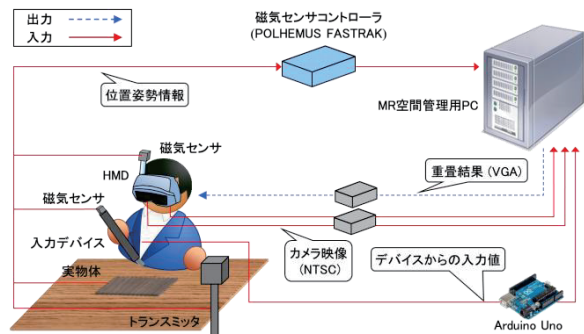 出力
入力
磁気センサコントローラ
(POLHEMUS FASTRAK)
位置姿勢情報
MR空間管理用PC
磁気センサ
HMD
磁気センサ
重畳結果 (VGA)
入力デバイス
カメラ映像
(NTSC)
デバイスからの入力値
実物体
トランスミッタ
Arduino Uno